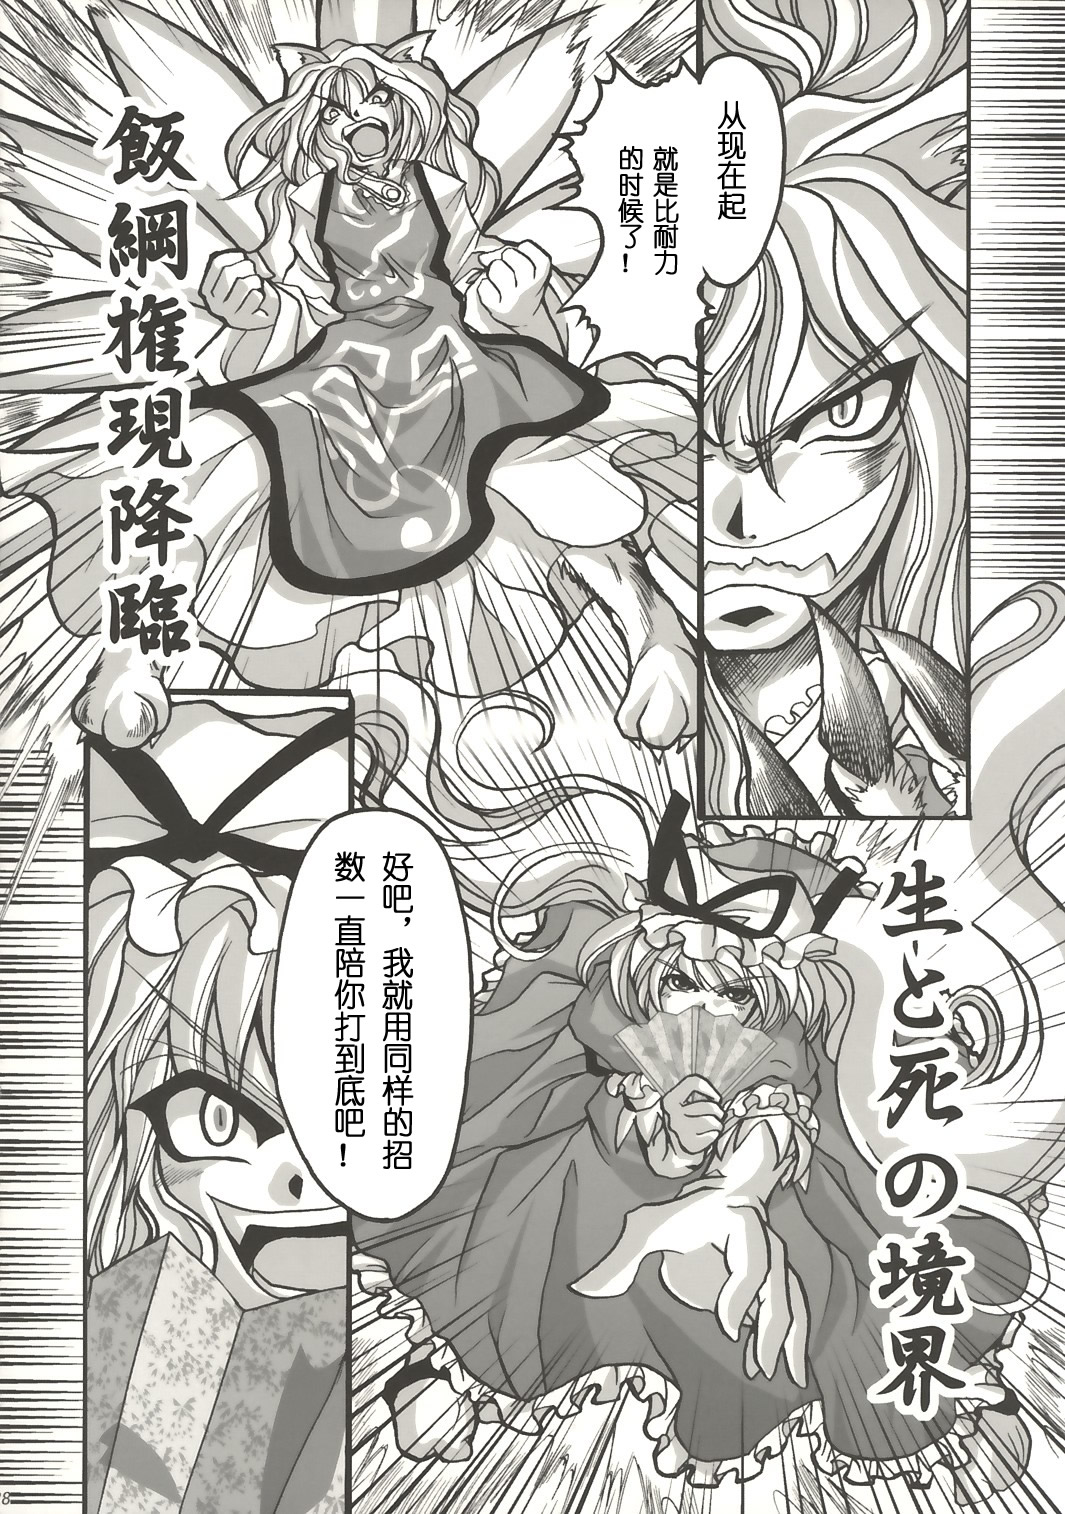 从现在起
就是比耐力
的时候了！
飯綱権現降臨
生と死の境界
好吧，我就用同样的招
数一直陪你打到底吧！